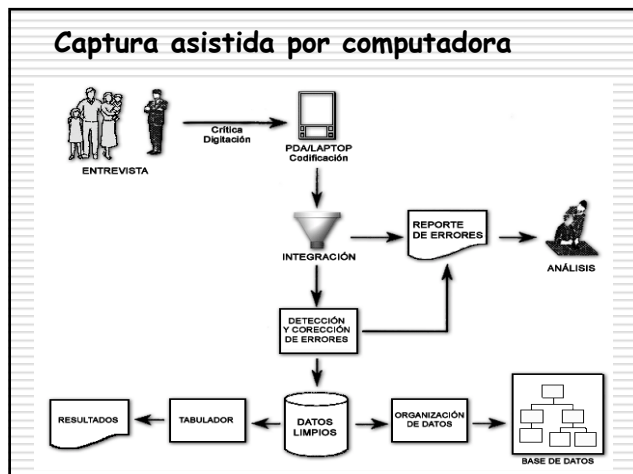 Captura asistida por computadora
Crítica
Digitación
PDA/LAPTOP
Codificación
ENTREVISTA
INTEGRACIÓN
REPORTE
DE ERRORES
ANÁLISIS
DETECCIÓN
Y CORECCIÓN
DE ERRORES
RESULTADOS
TABULADOR
DATOS
LIMPIOS
ORGANIZACIÓN
DE DATOS
BASE DE DATOS